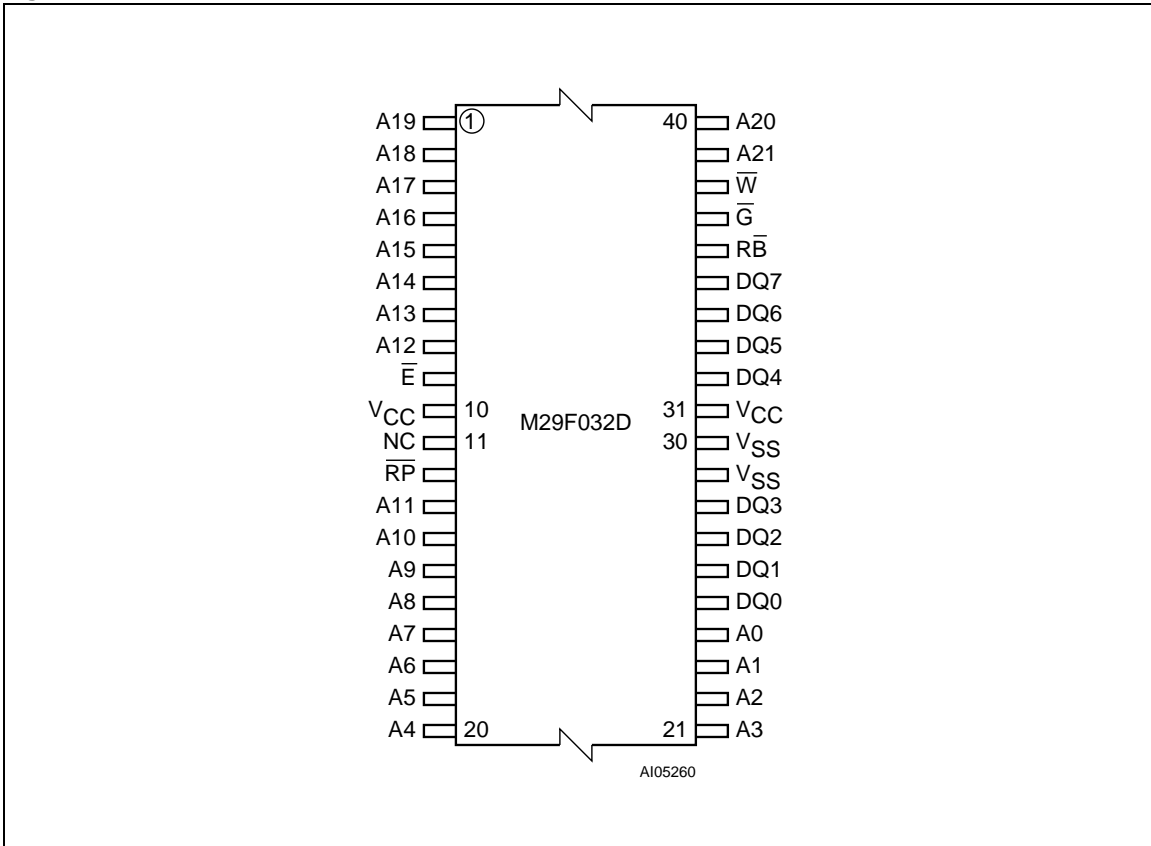 A19 ① 40 A20
A18 A21
A17 W̅
A16 G̅
A15 RB̅
A14 DQ7
A13 DQ6
A12 DQ5
E̅ DQ4
VCC 10 31 VCC
M29F032D
NC 11 30 VSS
R̅P̅ VSS
A11 DQ3
A10 DQ2
A9 DQ1
A8 DQ0
A7 A0
A6 A1
A5 A2
A4 20 21 A3
AI05260